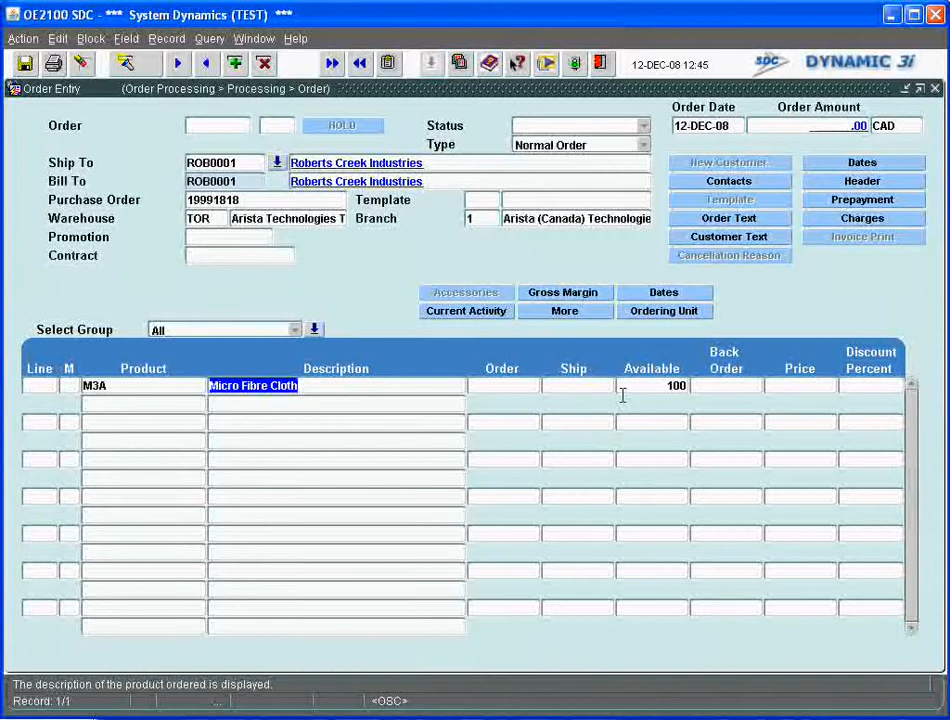 OE2100 SDC - *** System Dynamics (TEST) ***
Action Edit Block Field Record Query Window Help
12-DEC-08 12:45
SDC DYNAMIC 3i
Order Entry (Order Processing > Processing > Order)
Order Date Order Amount
Order HOLD Status 12-DEC-08 .00 CAD
Type Normal Order
Ship To ROB0001 Roberts Creek Industries New Customer Dates
Bill To ROB0001 Roberts Creek Industries Contacts Header
Purchase Order 19991818 Template Template Prepayment
Warehouse TOR Arista Technologies T Branch 1 Arista (Canada) Technologie Order Text Charges
Promotion Customer Text Invoice Print
Contract Cancellation Reason
Accessories Gross Margin Dates
Current Activity More Ordering Unit
Select Group All
Line M Product Description Order Ship Available Back Order Price Discount Percent
M3A Micro Fibre Cloth 100
The description of the product ordered is displayed.
Record: 1/1 ... <OSC>